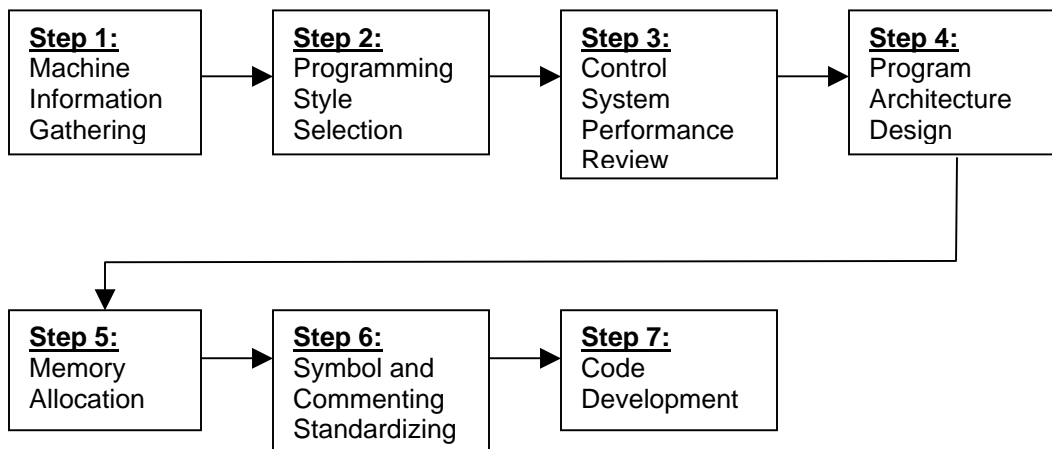 Step 1:
Machine
Information
Gathering
Step 2:
Programming
Style
Selection
Step 3:
Control
System
Performance
Review
Step 4:
Program
Architecture
Design
Step 5:
Memory
Allocation
Step 6:
Symbol and
Commenting
Standardizing
Step 7:
Code
Development